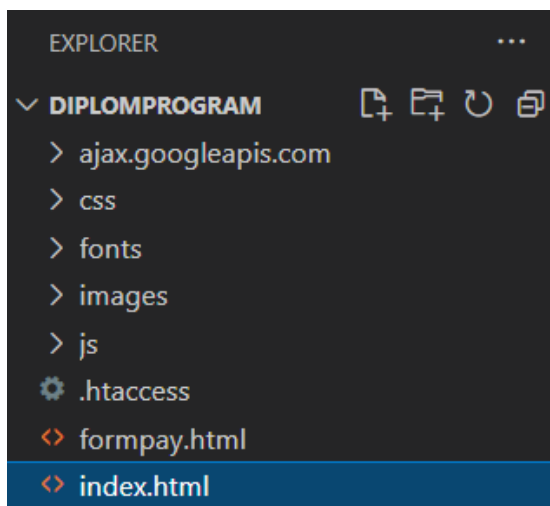 EXPLORER
DIPLOMPROGRAM
ajax.googleapis.com
css
fonts
images
js
.htaccess
formpay.html
index.html